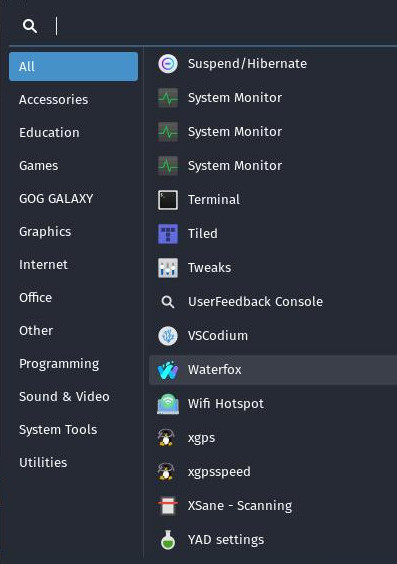 All
Accessories
Education
Games
GOG GALAXY
Graphics
Internet
Office
Other
Programming
Sound & Video
System Tools
Utilities
Suspend/Hibernate
System Monitor
System Monitor
System Monitor
Terminal
Tiled
Tweaks
UserFeedback Console
VSCodium
Waterfox
Wifi Hotspot
xgps
xgpsspeed
XSane - Scanning
YAD settings